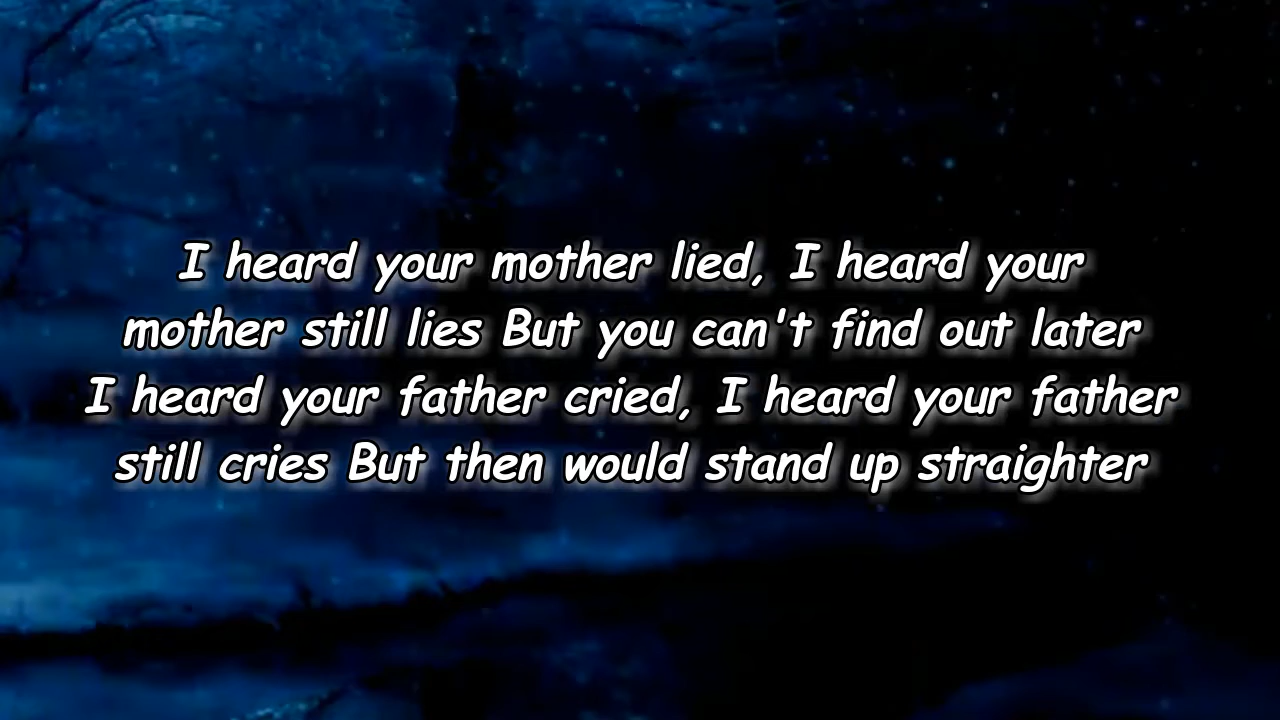 I heard your mother lied, I heard your
mother still lies But you can't find out later
I heard your father cried, I heard your father
still cries But then would stand up straighter